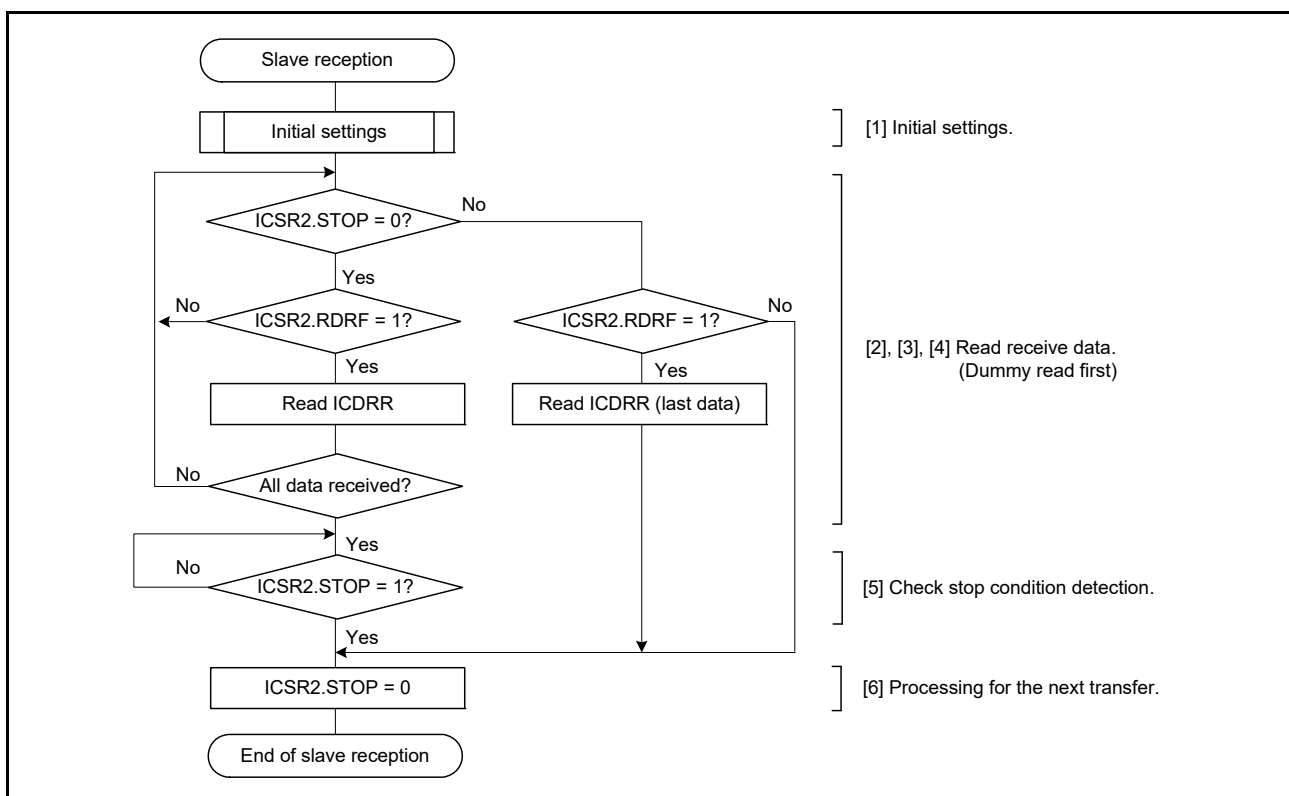 Slave reception
Initial settings
[1] Initial settings.
ICSR2.STOP = 0?
No
Yes
No
ICSR2.RDRF = 1?
ICSR2.RDRF = 1?
No
[2], [3], [4] Read receive data.
(Dummy read first)
Yes
Yes
Read ICDRR
Read ICDRR (last data)
No
All data received?
Yes
No
ICSR2.STOP = 1?
[5] Check stop condition detection.
Yes
ICSR2.STOP = 0
[6] Processing for the next transfer.
End of slave reception